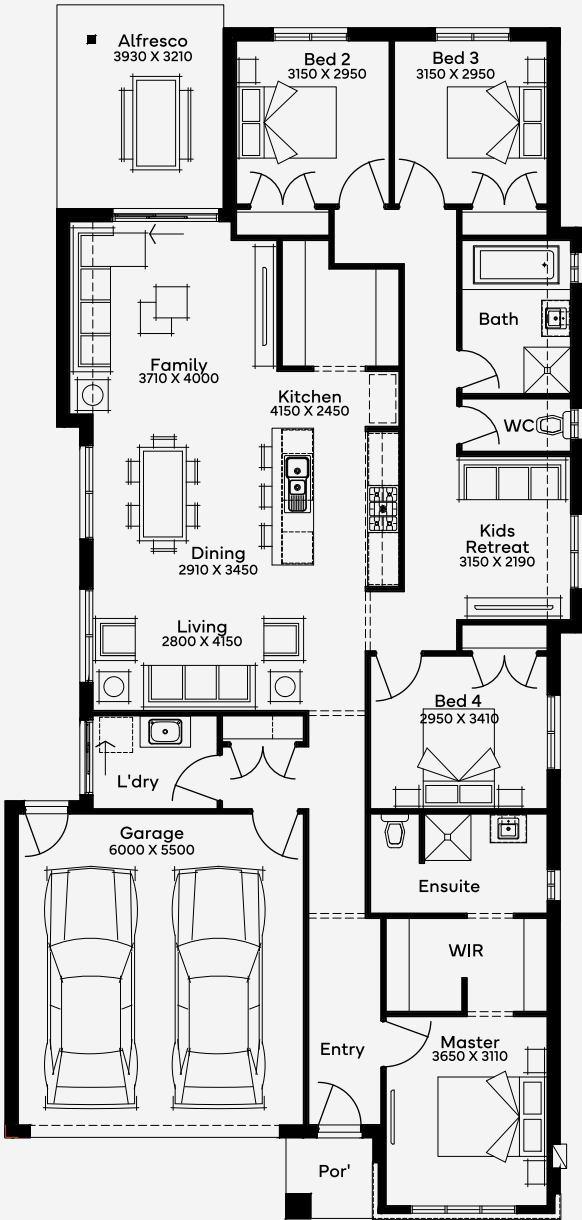 Alfresco
3930 X 3210
Bed 2
3150 X 2950
Bed 3
3150 X 2950
Bath
Family
3710 X 4000
Kitchen
4150 X 2450
WC
Kids
Retreat
3150 X 2190
Dining
2910 X 3450
Living
2800 X 4150
Bed 4
2950 X 3410
L'dry
Garage
6000 X 5500
Ensuite
WIR
Entry
Master
3650 X 3110
Por'